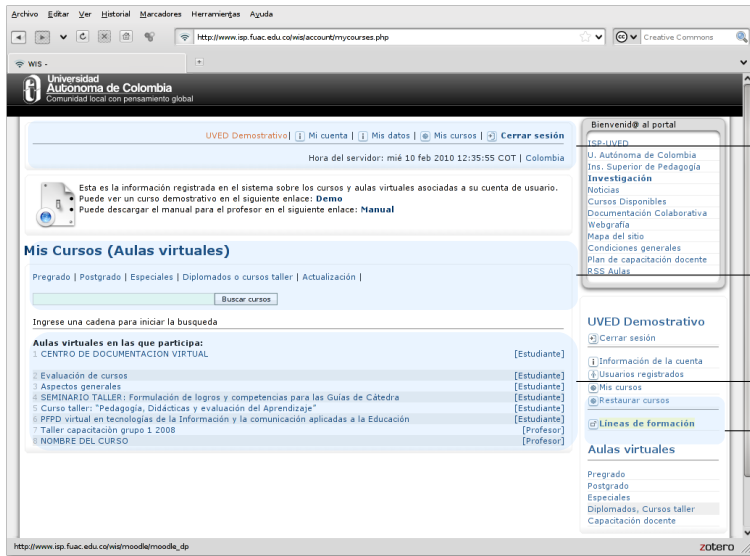 Archivo Editar Ver Historial Marcadores Herramientas Ayuda
http://www.isp.fuac.edu.co/wis/account/mycourses.php
cc Creative Commons
WIS -
Universidad
Autónoma de Colombia
Comunidad local con pensamiento global
UVED Demostrativo| Mi cuenta | Mis datos | Mis cursos | Cerrar sesión
Hora del servidor: mié 10 feb 2010 12:35:55 COT | Colombia
Esta es la información registrada en el sistema sobre los cursos y aulas virtuales asociadas a su cuenta de usuario.
Puede ver un curso demostrativo en el siguiente enlace: Demo
Puede descargar el manual para el profesor en el siguiente enlace: Manual
Mis Cursos (Aulas virtuales)
Pregrado | Postgrado | Especiales | Diplomados o cursos taller | Actualización |
Buscar cursos
Ingrese una cadena para iniciar la busqueda
Aulas virtuales en las que participa:
1 CENTRO DE DOCUMENTACION VIRTUAL [Estudiante]
2 Evaluación de cursos [Estudiante]
3 Aspectos generales [Estudiante]
4 SEMINARIO TALLER: Formulación de logros y competencias para las Guías de Cátedra [Estudiante]
5 Curso taller: "Pedagogía, Didácticas y evaluación del Aprendizaje" [Estudiante]
6 PFPD virtual en tecnologías de la Información y la comunicación aplicadas a la Educación [Estudiante]
7 Taller capacitación grupo 1 2008 [Profesor]
8 NOMBRE DEL CURSO [Profesor]
Bienvenid@ al portal
ISP-UVED
U. Autónoma de Colombia
Ins. Superior de Pedagogía
Investigación
Noticias
Cursos Disponibles
Documentación Colaborativa
Webgrafía
Mapa del sitio
Condiciones generales
Plan de capacitación docente
RSS Aulas
UVED Demostrativo
Cerrar sesión
Información de la cuenta
Usuarios registrados
Mis cursos
Restaurar cursos
Líneas de formación
Aulas virtuales
Pregrado
Postgrado
Especiales
Diplomados, Cursos taller
Capacitación docente
http://www.isp.fuac.edu.co/wis/moodle/moodle_dp
zotero